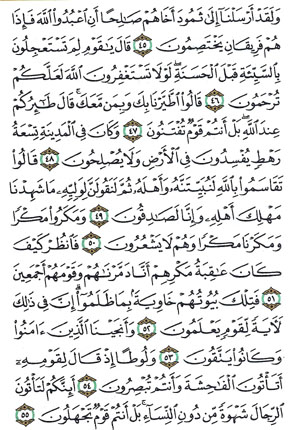 وَلَقَدْ أَرْسَلْنَآ إِلَىٰ ثَمُودَ أَخَاهُمْ صَٰلِحًا أَنِ ٱعْبُدُوا۟ ٱللَّهَ فَإِذَا
هُمْ فَرِيقَانِ يَخْتَصِمُونَ ٤٥ قَالَ يَٰقَوْمِ لِمَ تَسْتَعْجِلُونَ
بِٱلسَّيِّئَةِ قَبْلَ ٱلْحَسَنَةِ ۖ لَوْلَا تَسْتَغْفِرُونَ ٱللَّهَ لَعَلَّكُمْ
تُرْحَمُونَ ٤٦ قَالُوا۟ ٱطَّيَّرْنَا بِكَ وَبِمَن مَّعَكَ ۚ قَالَ طَٰٓئِرُكُمْ
عِندَ ٱللَّهِ ۖ بَلْ أَنتُمْ قَوْمٌ تُفْتَنُونَ ٤٧ وَكَانَ فِى ٱلْمَدِينَةِ تِسْعَةُ
رَهْطٍ يُفْسِدُونَ فِى ٱلْأَرْضِ وَلَا يُصْلِحُونَ ٤٨ قَالُوا۟
تَقَاسَمُوا۟ بِٱللَّهِ لَنُبَيِّتَنَّهُۥ وَأَهْلَهُۥ ثُمَّ لَنَقُولَنَّ لِوَلِيِّهِۦ مَا شَهِدْنَا
مَهْلِكَ أَهْلِهِۦ وَإِنَّا لَصَٰدِقُونَ ٤٩ وَمَكَرُوا۟ مَكْرًا
وَمَكَرْنَا مَكْرًا وَهُمْ لَا يَشْعُرُونَ ٥٠ فَٱنظُرْ كَيْفَ
كَانَ عَٰقِبَةُ مَكْرِهِمْ أَنَّا دَمَّرْنَٰهُمْ وَقَوْمَهُمْ أَجْمَعِينَ
٥١ فَتِلْكَ بُيُوتُهُمْ خَاوِيَةًۢ بِمَا ظَلَمُوٓا۟ ۗ إِنَّ فِى ذَٰلِكَ
لَءَايَةً لِّقَوْمٍ يَعْلَمُونَ ٥٢ وَأَنجَيْنَا ٱلَّذِينَ ءَامَنُوا۟
وَكَانُوا۟ يَتَّقُونَ ٥٣ وَلُوطًا إِذْ قَالَ لِقَوْمِهِۦٓ
أَتَأْتُونَ ٱلْفَٰحِشَةَ وَأَنتُمْ تُبْصِرُونَ ٥٤ أَئِنَّكُمْ لَتَأْتُونَ
ٱلرِّجَالَ شَهْوَةً مِّن دُونِ ٱلنِّسَآءِ ۚ بَلْ أَنتُمْ قَوْمٌ تَجْهَلُونَ ٥٥